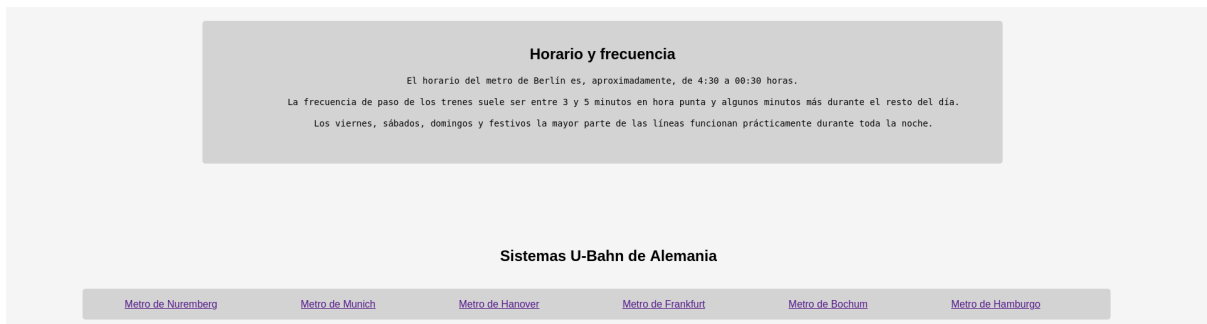 Horario y frecuencia
El horario del metro de Berlín es, aproximadamente, de 4:30 a 00:30 horas.
La frecuencia de paso de los trenes suele ser entre 3 y 5 minutos en hora punta y algunos minutos más durante el resto del día.
Los viernes, sábados, domingos y festivos la mayor parte de las líneas funcionan prácticamente durante toda la noche.
Sistemas U-Bahn de Alemania
Metro de Nuremberg Metro de Munich Metro de Hanover Metro de Frankfurt Metro de Bochum Metro de Hamburgo